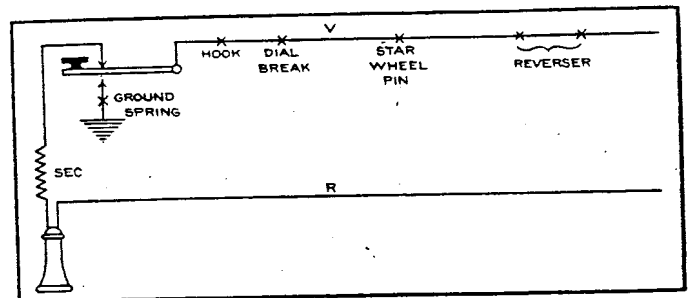 V
HOOK
DIAL
BREAK
STAR
WHEEL
PIN
REVERSER
GROUND
SPRING
SEC
R